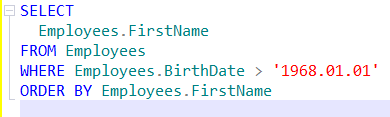 SELECT
  Employees.FirstName
FROM Employees
WHERE Employees.BirthDate > '1968.01.01'
ORDER BY Employees.FirstName